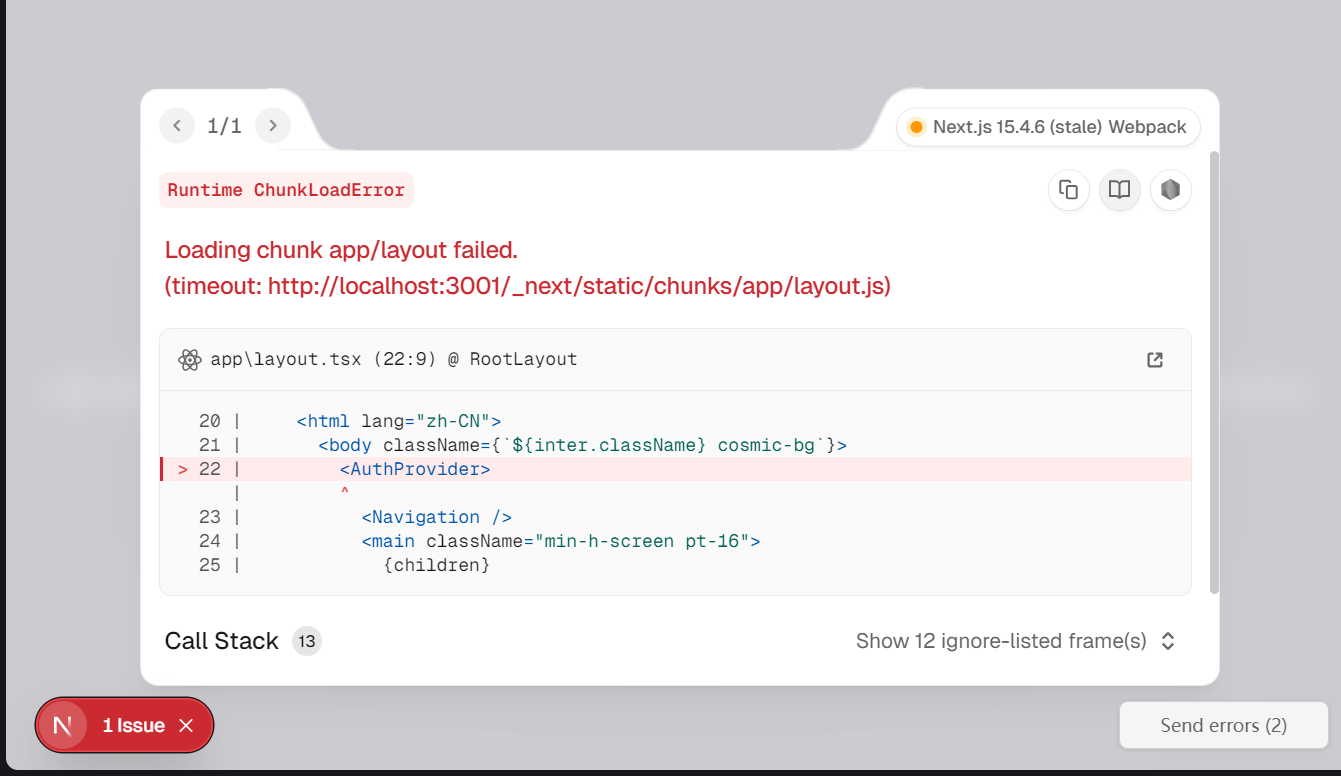 1/1
Next.js 15.4.6 (stale) Webpack
Runtime ChunkLoadError
Loading chunk app/layout failed.
(timeout: http://localhost:3001/_next/static/chunks/app/layout.js)
app\layout.tsx (22:9) @ RootLayout
20 |     <html lang="zh-CN">
21 |       <body className={`${inter.className} cosmic-bg`}>
> 22 |         <AuthProvider>
|         ^
23 |           <Navigation />
24 |           <main className="min-h-screen pt-16">
25 |             {children}
Call Stack 13
Show 12 ignore-listed frame(s)
N 1 Issue
Send errors (2)